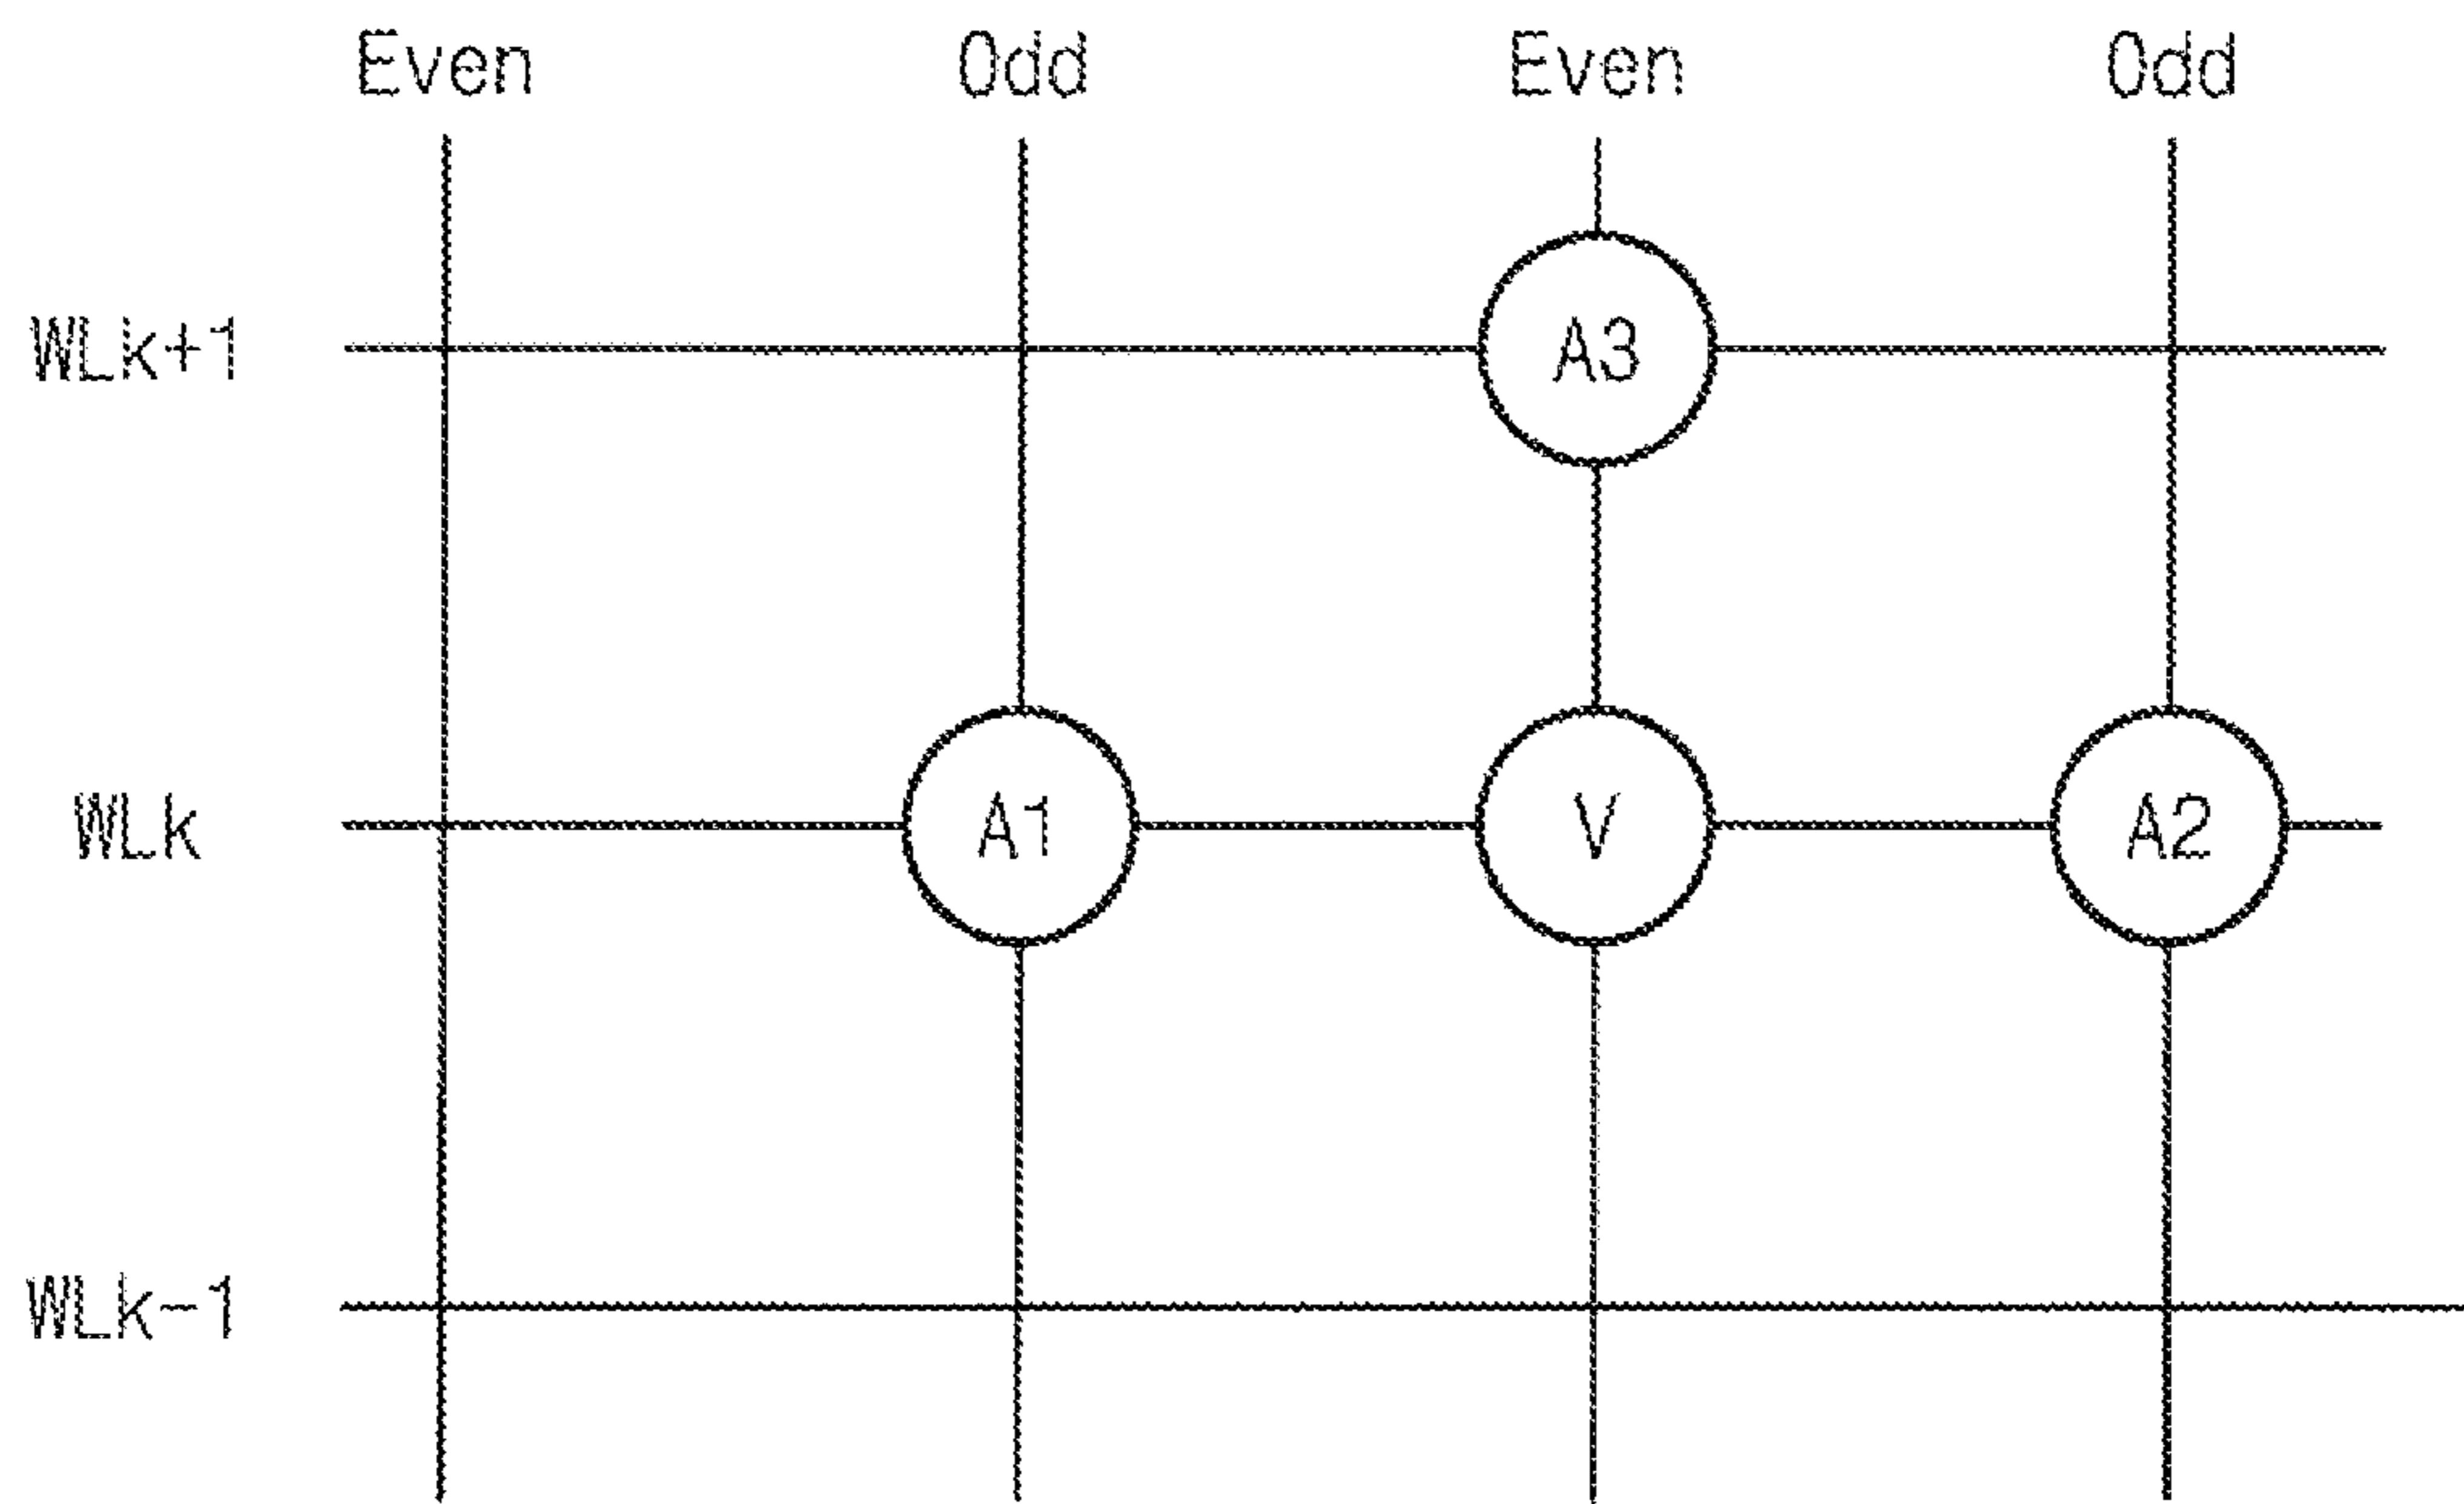 Even Odd Even Odd
WLk+1 A3
WLk A1 V A2
WLk-1